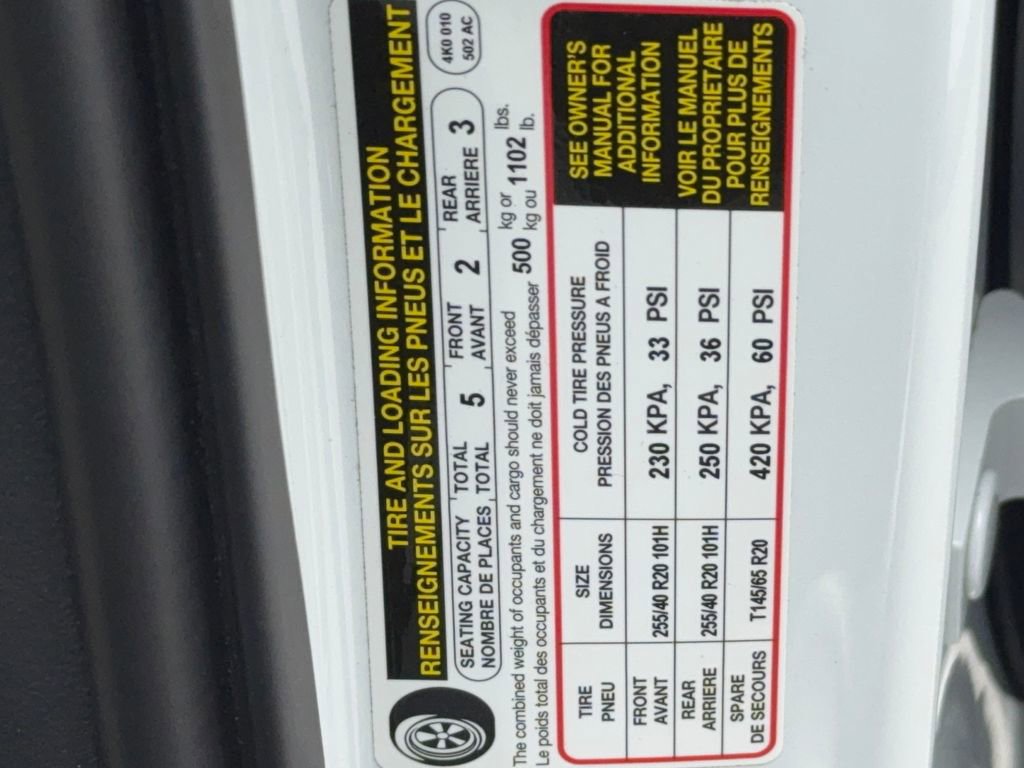 TIRE AND LOADING INFORMATION
RENSEIGNEMENTS SUR LES PNEUS ET LE CHARGEMENT
SEATING CAPACITY TOTAL 5 FRONT 2 REAR 3
NOMBRE DE PLACES TOTAL AVANT ARRIERE
4K0 010
502 AC
The combined weight of occupants and cargo should never exceed 500 kg or 1102 lbs.
Le poids total des occupants et du chargement ne doit jamais dépasser kg ou lb.
TIRE SIZE COLD TIRE PRESSURE
PNEU DIMENSIONS PRESSION DES PNEUS A FROID
FRONT
AVANT 255/40 R20 101H 230 KPA, 33 PSI
REAR
ARRIERE 255/40 R20 101H 250 KPA, 36 PSI
SPARE
DE SECOURS T145/65 R20 420 KPA, 60 PSI
SEE OWNER'S
MANUAL FOR
ADDITIONAL
INFORMATION
VOIR LE MANUEL
DU PROPRIETAIRE
POUR PLUS DE
RENSEIGNEMENTS